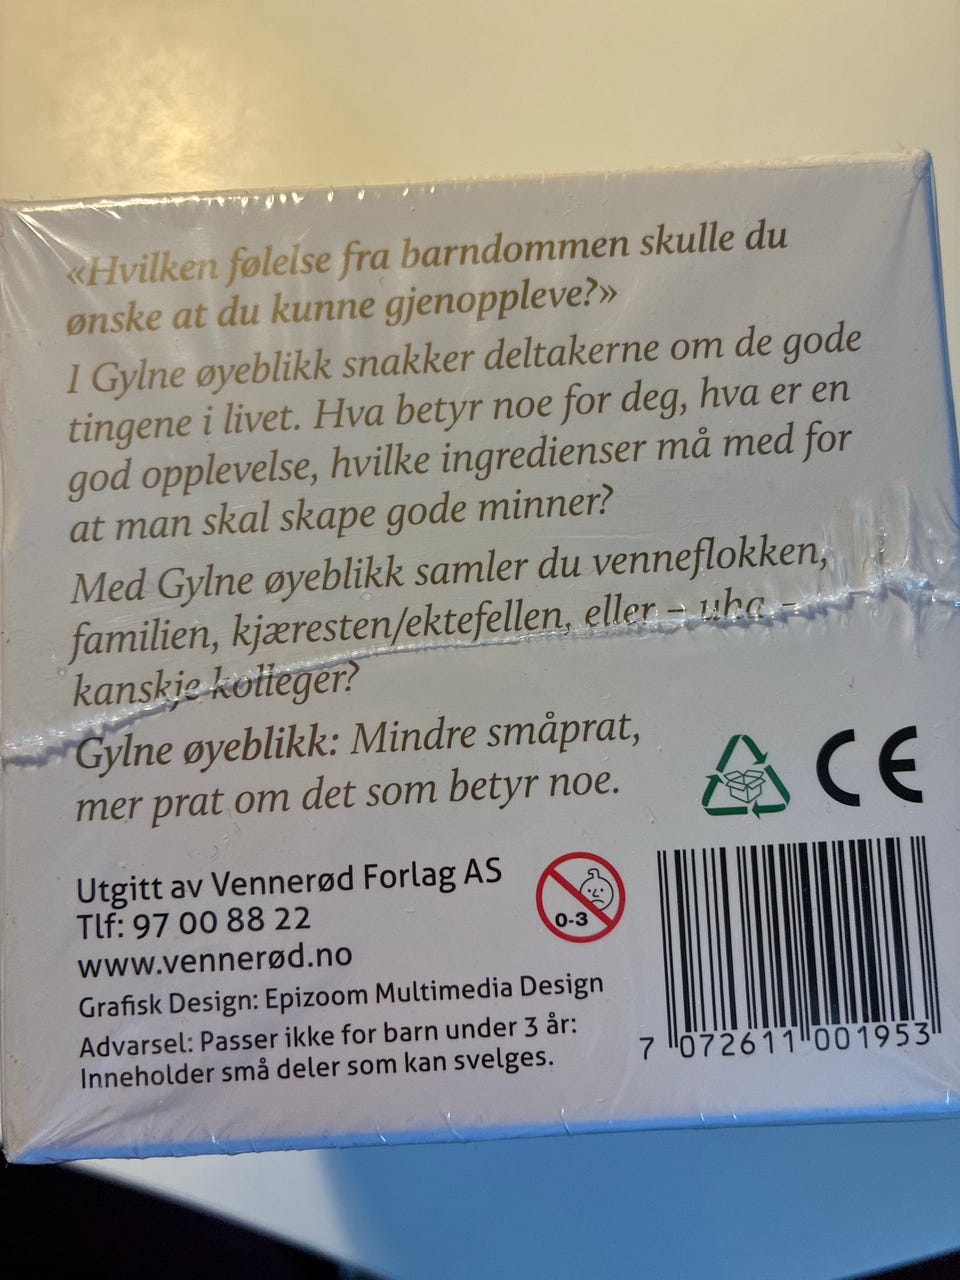 «Hvilken følelse fra barndommen skulle du
ønske at du kunne gjenoppleve?»
I Gylne øyeblikk snakker deltakerne om de gode
tingene i livet. Hva betyr noe for deg, hva er en
god opplevelse, hvilke ingredienser må med for
at man skal skape gode minner?
Med Gylne øyeblikk samler du venneflokken,
familien, kjæresten/ektefellen, eller – uha –
kanskje kolleger?
Gylne øyeblikk: Mindre småprat,
mer prat om det som betyr noe.
CE
Utgitt av Vennerød Forlag AS
Tlf: 97 00 88 22
www.vennerød.no
0-3
Grafisk Design: Epizoom Multimedia Design
Advarsel: Passer ikke for barn under 3 år:
Inneholder små deler som kan svelges.
7 072611 001953